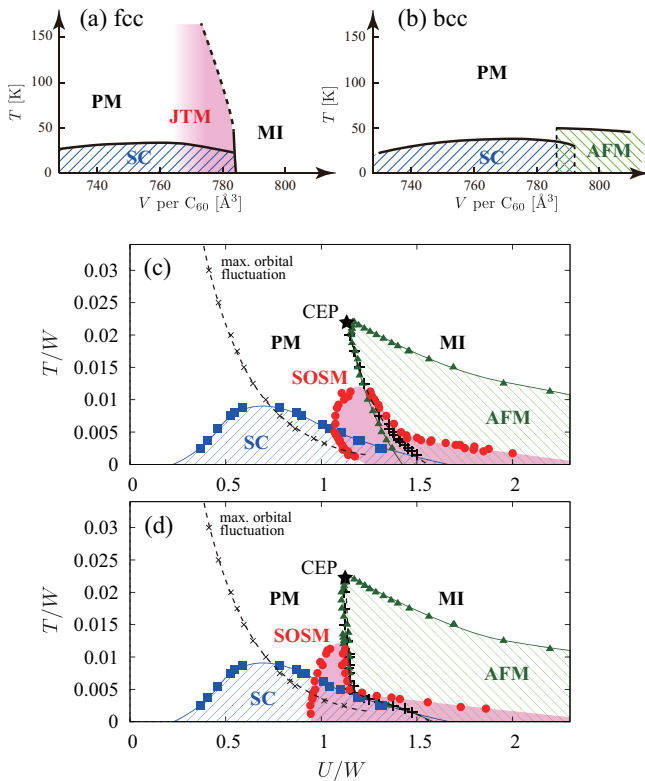 (a) fcc
T [K]
150
100
50
0
PM
JTM
MI
SC
740
760
780
800
V per C60 [Å³]
(b) bcc
T [K]
150
100
50
0
PM
SC
AFM
740
760
780
800
V per C60 [Å³]
(c)
max. orbital
fluctuation
T/W
0.03
0.025
0.02
0.015
0.01
0.005
0
CEP
PM
MI
SOSM
SC
AFM
0
0.5
1
1.5
2
(d)
max. orbital
fluctuation
T/W
0.03
0.025
0.02
0.015
0.01
0.005
0
CEP
PM
MI
SOSM
SC
AFM
0
0.5
1
1.5
2
U/W